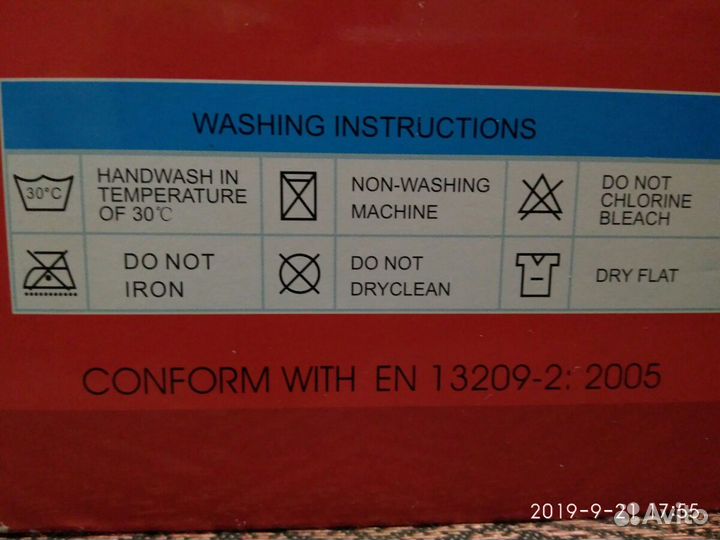 WASHING INSTRUCTIONS
30°C
HANDWASH IN
TEMPERATURE
OF 30℃
NON-WASHING
MACHINE
DO NOT
CHLORINE
BLEACH
DO NOT
IRON
DO NOT
DRYCLEAN
DRY FLAT
CONFORM WITH EN 13209-2: 2005
2019-9-21 17:55
Avito